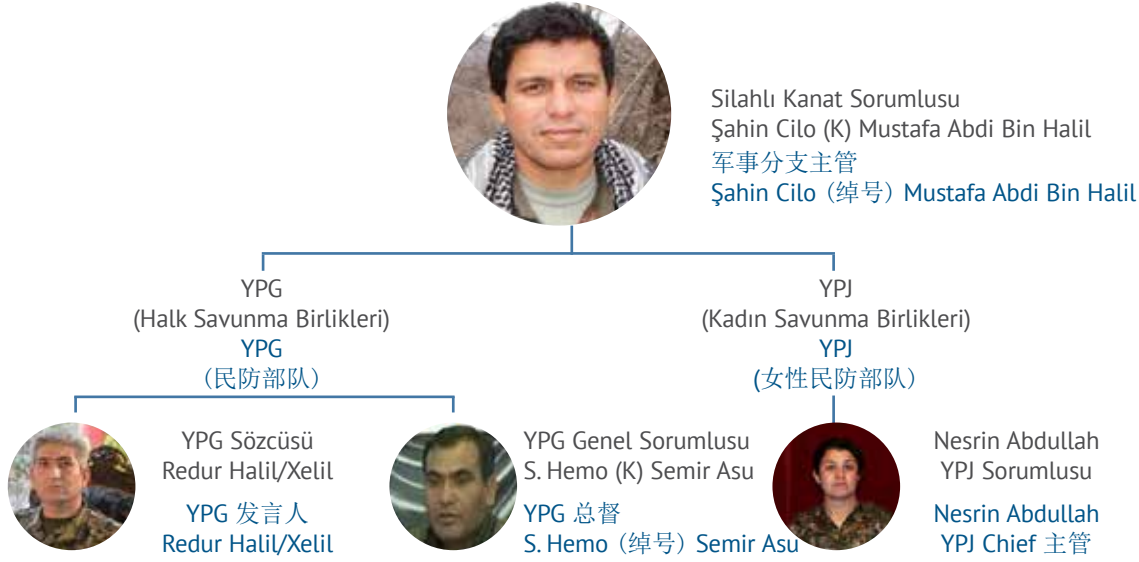 Silahlı Kanat Sorumlusu
Şahin Cilo (K) Mustafa Abdi Bin Halil
军事分支主管
Şahin Cilo（绰号）Mustafa Abdi Bin Halil
YPG
(Halk Savunma Birlikleri)
YPG
（民防部队）
YPJ
(Kadın Savunma Birlikleri)
YPJ
(女性民防部队）
YPG Sözcüsü
Redur Halil/Xelil
YPG 发言人
Redur Halil/Xelil
YPG Genel Sorumlusu
S. Hemo (K) Semir Asu
YPG 总督
S. Hemo（绰号）Semir Asu
Nesrin Abdullah
YPJ Sorumlusu
Nesrin Abdullah
YPJ Chief 主管